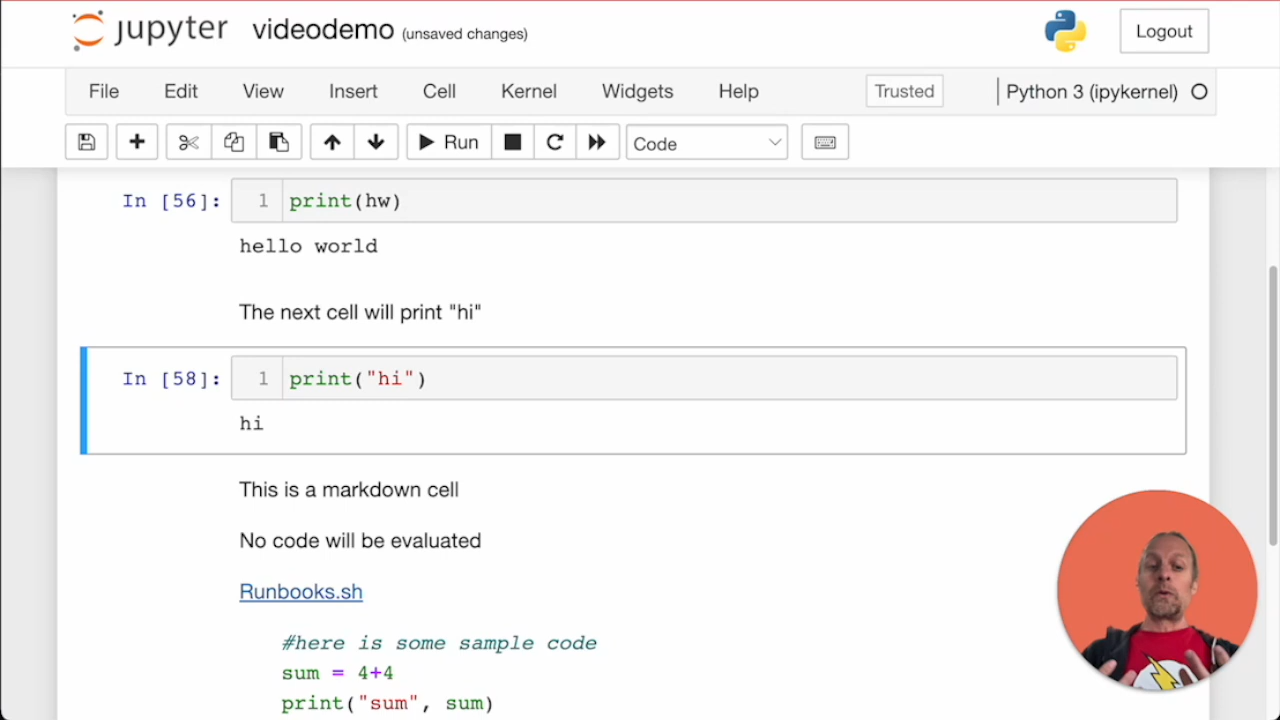 jupyter videodemo (unsaved changes) Logout
File Edit View Insert Cell Kernel Widgets Help Trusted Python 3 (ipykernel)
Run Code
In [56]: 1 print(hw)
hello world
The next cell will print "hi"
In [58]: 1 print("hi")
hi
This is a markdown cell
No code will be evaluated
Runbooks.sh
#here is some sample code
sum = 4+4
print("sum", sum)